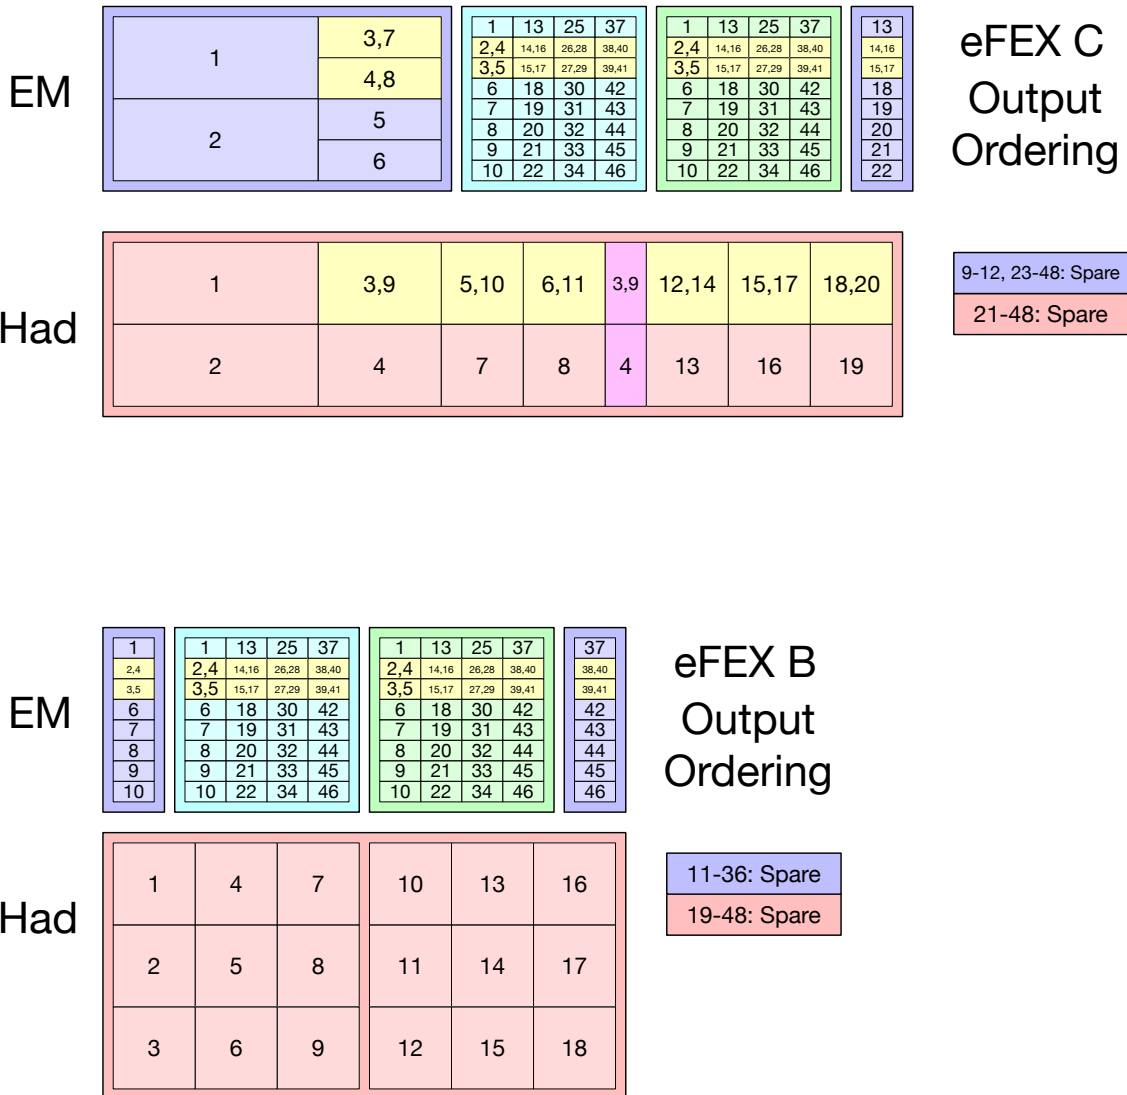 eFEX C
Output
Ordering
EM
1
2
3,7
4,8
5
6
1 13 25 37
2,4 14,16 26,28 38,40
3,5 15,17 27,29 39,41
6 18 30 42
7 19 31 43
8 20 32 44
9 21 33 45
10 22 34 46
1 13 25 37
2,4 14,16 26,28 38,40
3,5 15,17 27,29 39,41
6 18 30 42
7 19 31 43
8 20 32 44
9 21 33 45
10 22 34 46
13
14,16
15,17
18
19
20
21
22
Had
1 3,9 5,10 6,11 3,9 12,14 15,17 18,20
2 4 7 8 4 13 16 19
9-12, 23-48: Spare
21-48: Spare
eFEX B
Output
Ordering
EM
1
2,4
3,5
6
7
8
9
10
1 13 25 37
2,4 14,16 26,28 38,40
3,5 15,17 27,29 39,41
6 18 30 42
7 19 31 43
8 20 32 44
9 21 33 45
10 22 34 46
1 13 25 37
2,4 14,16 26,28 38,40
3,5 15,17 27,29 39,41
6 18 30 42
7 19 31 43
8 20 32 44
9 21 33 45
10 22 34 46
37
38,40
39,41
42
43
44
45
46
Had
1 4 7 10 13 16
2 5 8 11 14 17
3 6 9 12 15 18
11-36: Spare
19-48: Spare